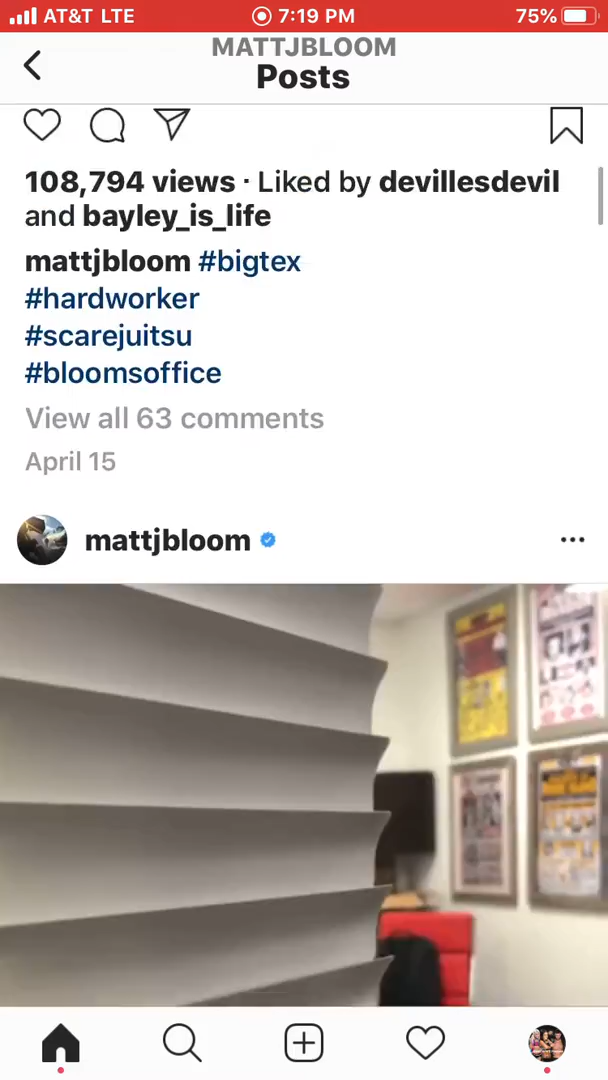 AT&T LTE 7:19 PM 75%
MATTJBLOOM
Posts
108,794 views · Liked by devillesdevil
and bayley_is_life
mattjbloom #bigtex
#hardworker
#scarejuitsu
#bloomsoffice
View all 63 comments
April 15
mattjbloom